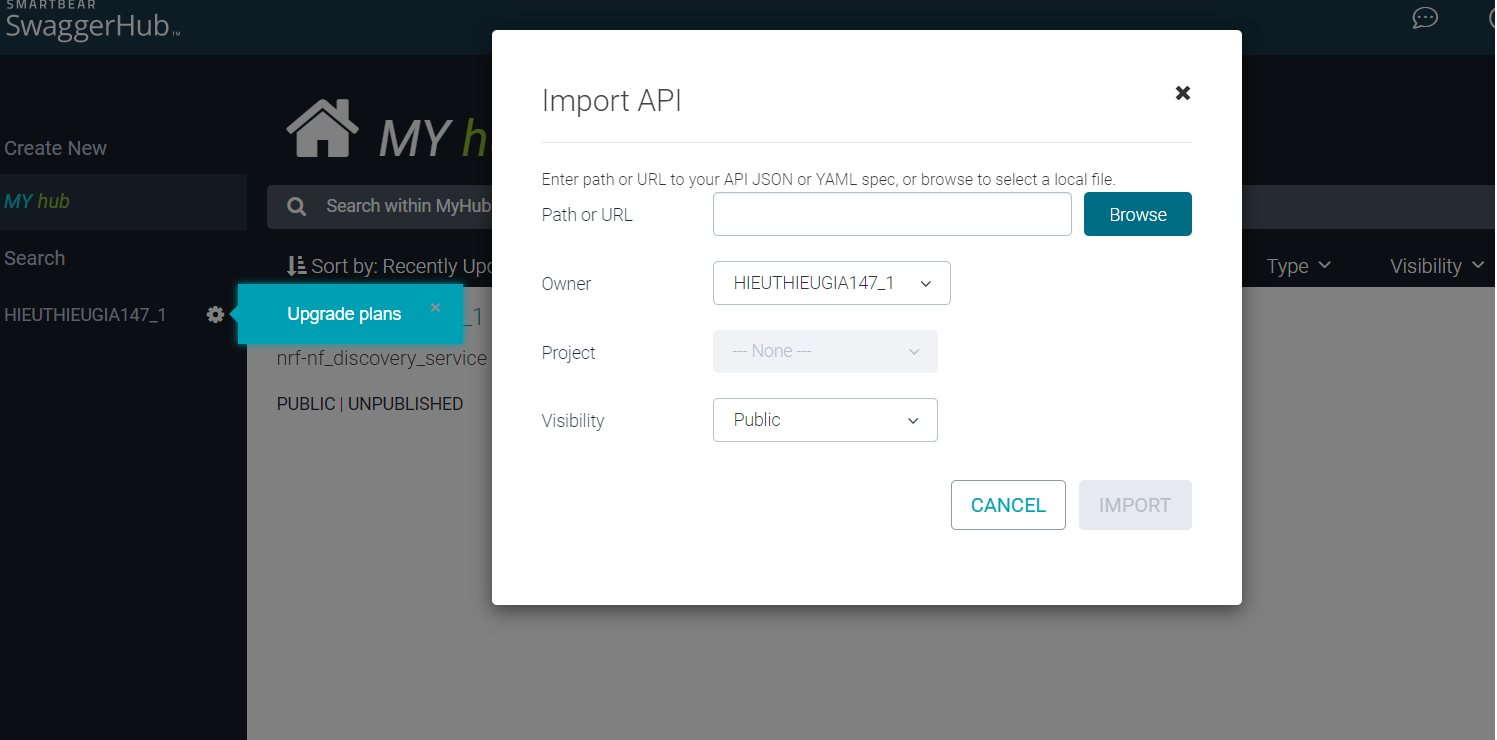 SMARTBEAR
SwaggerHub™
Create New
MY hub
Search
HIEUTHIEUGIA147_1
Upgrade plans ×
MY h
Search within MyHub
Sort by: Recently Upd
Type
Visibility
_1
nrf-nf_discovery_service
PUBLIC | UNPUBLISHED
Import API
Enter path or URL to your API JSON or YAML spec, or browse to select a local file.
Path or URL
Browse
Owner
HIEUTHIEUGIA147_1
Project
--- None ---
Visibility
Public
CANCEL
IMPORT